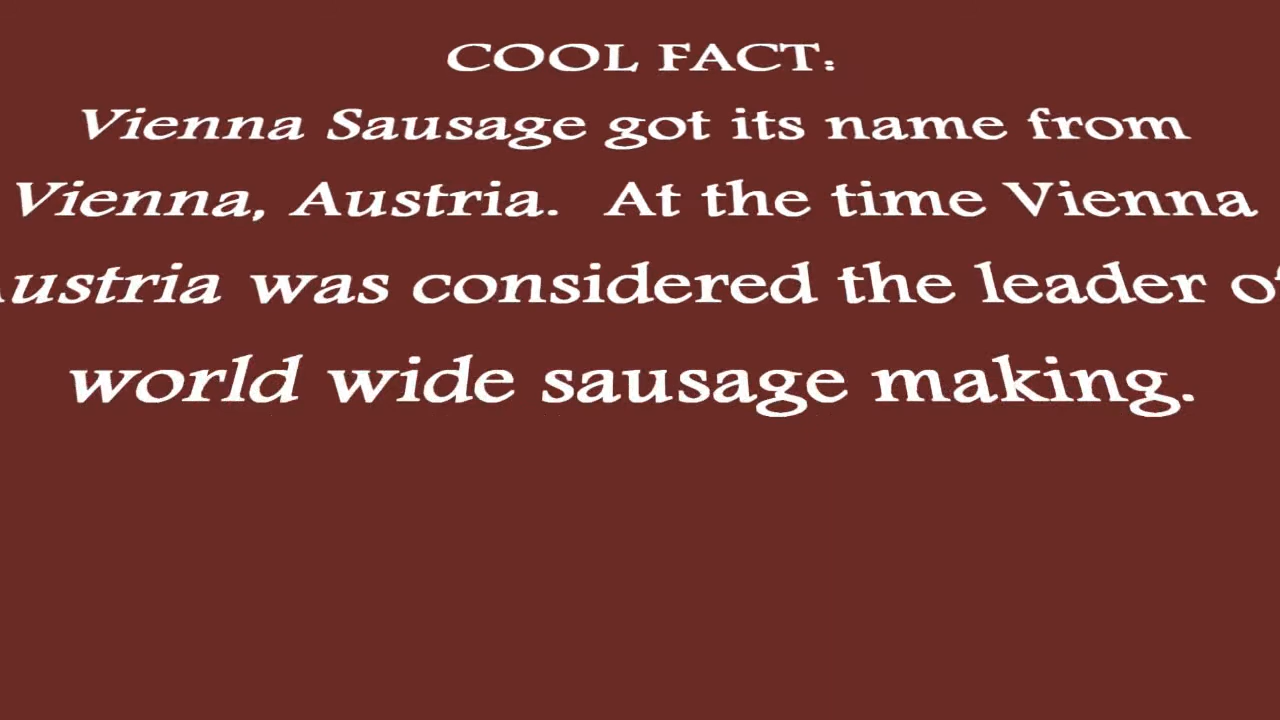 COOL FACT:
Vienna Sausage got its name from
Vienna, Austria. At the time Vienna
Austria was considered the leader of
world wide sausage making.